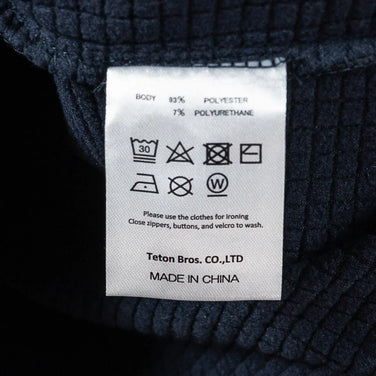 BODY 93% POLYESTER
7% POLYURETHANE
30
W
Please use the clothes for ironing
Close zippers, buttons, and velcro to wash.
Teton Bros. CO.,LTD
MADE IN CHINA